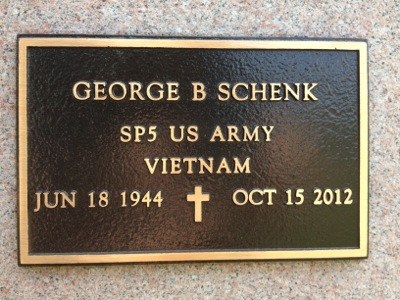 GEORGE B SCHENK
SP5 US ARMY
VIETNAM
JUN 18 1944 OCT 15 2012